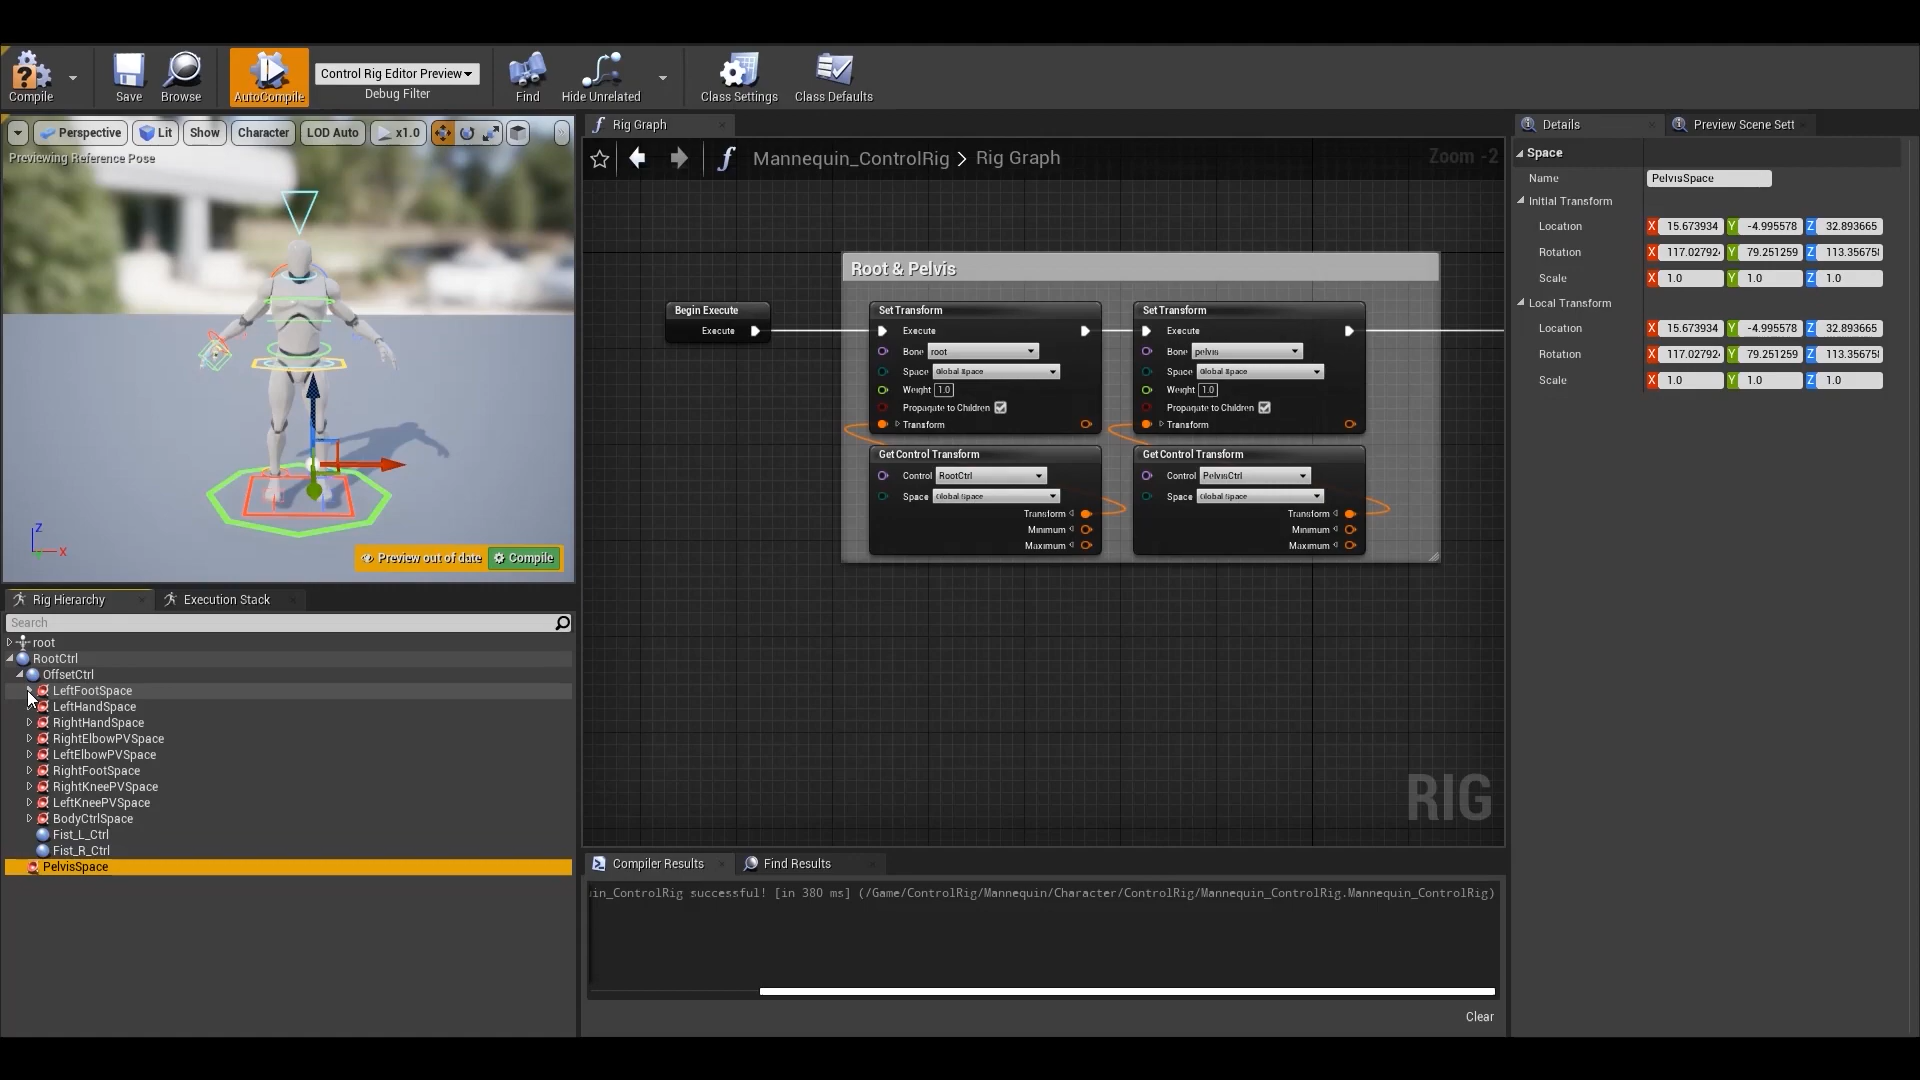 Compile
Save
Browse
AutoCompile
Control Rig Editor Preview
Debug Filter
Find
Hide Unrelated
Class Settings
Class Defaults
Perspective
Lit
Show
Character
LOD Auto
x1.0
Previewing Reference Pose
Z
X
Preview out of date
Compile
Rig Hierarchy
Execution Stack
Search
root
RootCtrl
OffsetCtrl
LeftFootSpace
LeftHandSpace
RightHandSpace
RightElbowPVSpace
LeftElbowPVSpace
RightFootSpace
RightKneePVSpace
LeftKneePVSpace
BodyCtrlSpace
Fist_L_Ctrl
Fist_R_Ctrl
PelvisSpace
Rig Graph
Mannequin_ControlRig > Rig Graph
Zoom -2
Root & Pelvis
Begin Execute
Execute
Set Transform
Execute
Bone root
Space Global Space
Weight 1.0
Propagate to Children
Transform
Get Control Transform
Control RootCtrl
Space Global Space
Transform
Minimum
Maximum
Set Transform
Execute
Bone pelvis
Space Global Space
Weight 1.0
Propagate to Children
Transform
Get Control Transform
Control PelvisCtrl
Space Global Space
Transform
Minimum
Maximum
RIG
Compiler Results
Find Results
in_ControlRig successful! [in 380 ms] (/Game/ControlRig/Mannequin/Character/ControlRig/Mannequin_ControlRig.Mannequin_ControlRig)
Clear
Details
Preview Scene Sett
Space
Name PelvisSpace
Initial Transform
Location X 15.673934 Y -4.995578 Z 32.893665
Rotation X 117.02792 Y 79.251259 Z 113.35675
Scale X 1.0 Y 1.0 Z 1.0
Local Transform
Location X 15.673934 Y -4.995578 Z 32.893665
Rotation X 117.02792 Y 79.251259 Z 113.35675
Scale X 1.0 Y 1.0 Z 1.0